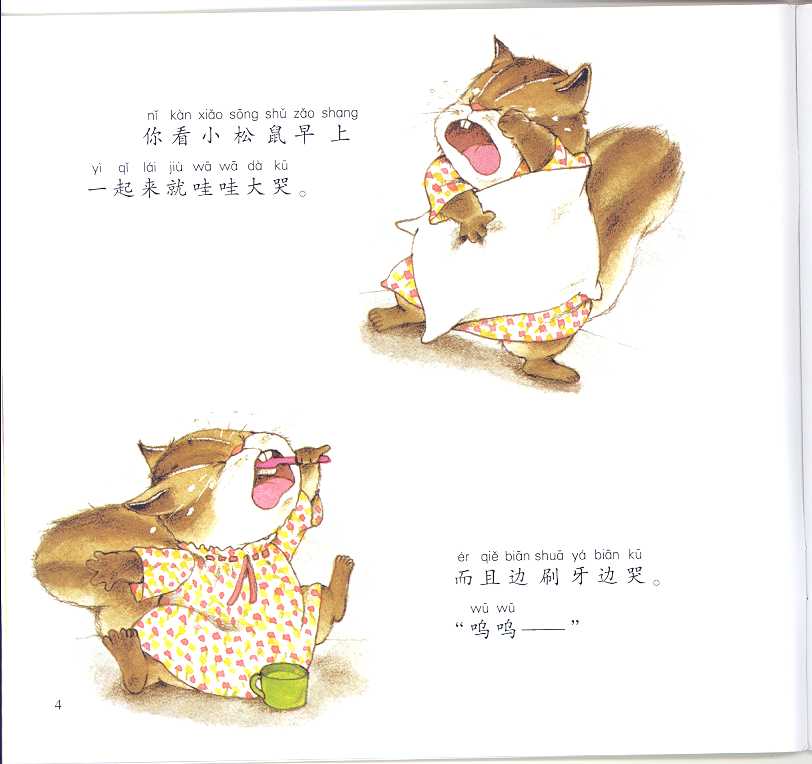 nǐ kàn xiǎo sōng shǔ zǎo shang
你看小松鼠早上
yì qǐ lái jiù wā wā dà kū
一起来就哇哇大哭。
ér qiě biān shuā yá biān kū
而且边刷牙边哭。
wū wū
“呜呜——”
4